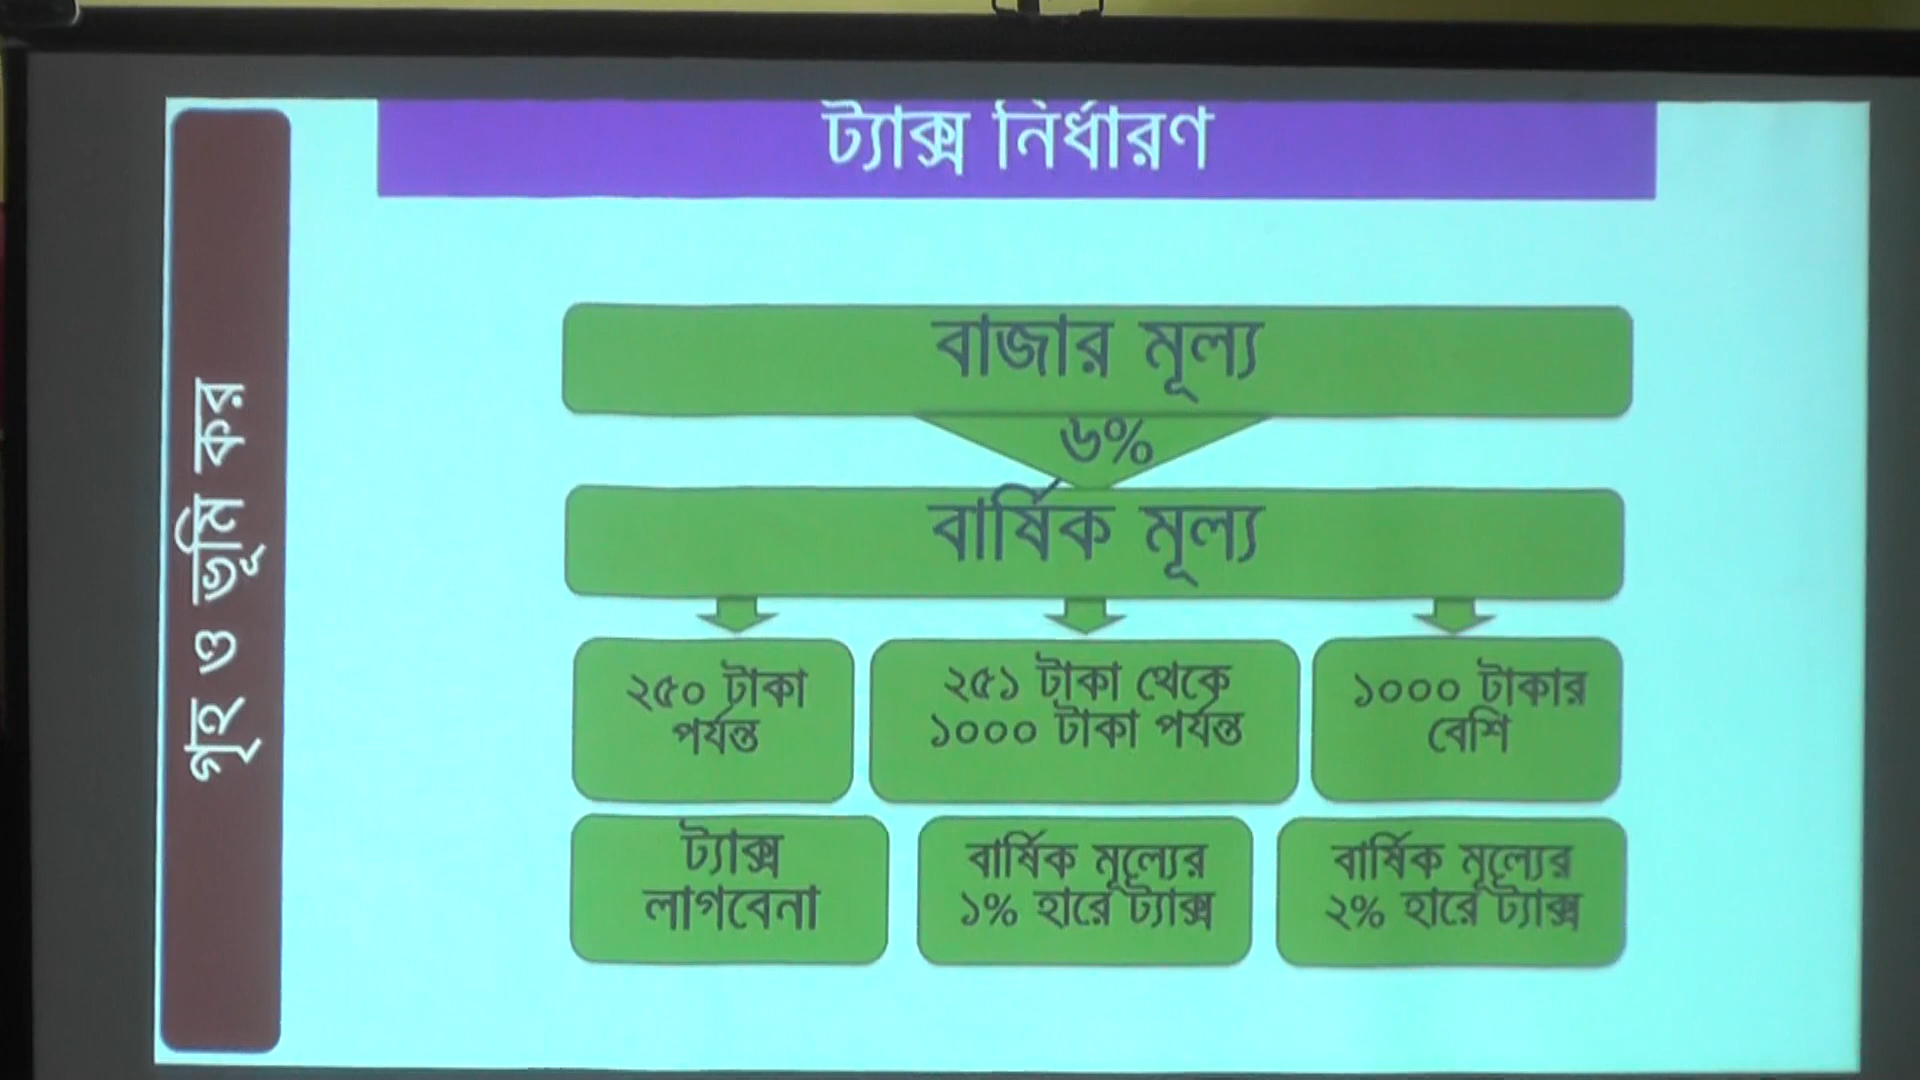 ট্যাক্স নির্ধারণ
গৃহ ও ভূমি কর
বাজার মূল্য
৬%
বার্ষিক মূল্য
২৫০ টাকা
পর্যন্ত
২৫১ টাকা থেকে
১০০০ টাকা পর্যন্ত
১০০০ টাকার
বেশি
ট্যাক্স
লাগবেনা
বার্ষিক মূল্যের
১% হারে ট্যাক্স
বার্ষিক মূল্যের
২% হারে ট্যাক্স